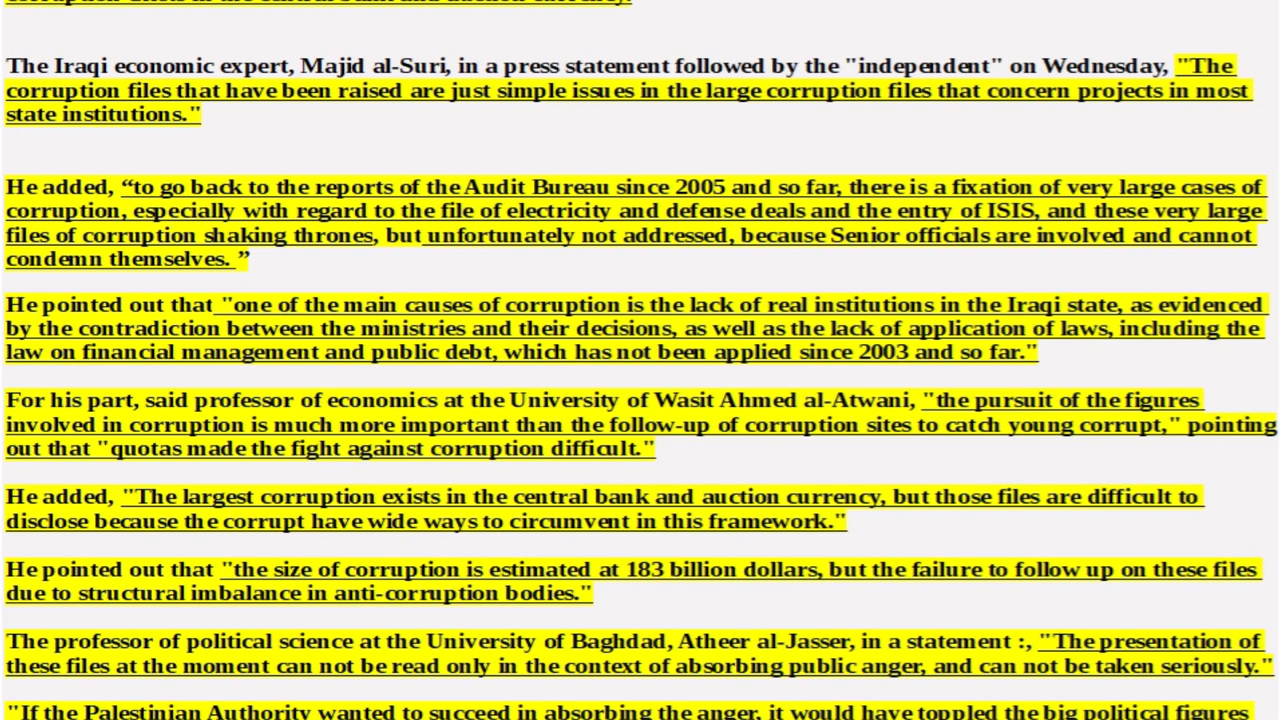 corruption exists in the central bank and auction currency.
The Iraqi economic expert, Majid al-Suri, in a press statement followed by the "independent" on Wednesday, "The
corruption files that have been raised are just simple issues in the large corruption files that concern projects in most
state institutions."
He added, “to go back to the reports of the Audit Bureau since 2005 and so far, there is a fixation of very large cases of
corruption, especially with regard to the file of electricity and defense deals and the entry of ISIS, and these very large
files of corruption shaking thrones, but unfortunately not addressed, because Senior officials are involved and cannot
condemn themselves. ”
He pointed out that "one of the main causes of corruption is the lack of real institutions in the Iraqi state, as evidenced
by the contradiction between the ministries and their decisions, as well as the lack of application of laws, including the
law on financial management and public debt, which has not been applied since 2003 and so far."
For his part, said professor of economics at the University of Wasit Ahmed al-Atwani, "the pursuit of the figures
involved in corruption is much more important than the follow-up of corruption sites to catch young corrupt," pointing
out that "quotas made the fight against corruption difficult."
He added, "The largest corruption exists in the central bank and auction currency, but those files are difficult to
disclose because the corrupt have wide ways to circumvent in this framework."
He pointed out that "the size of corruption is estimated at 183 billion dollars, but the failure to follow up on these files
due to structural imbalance in anti-corruption bodies."
The professor of political science at the University of Baghdad, Atheer al-Jasser, in a statement :, "The presentation of
these files at the moment can not be read only in the context of absorbing public anger, and can not be taken seriously."
"If the Palestinian Authority wanted to succeed in absorbing the anger, it would have toppled the big political figures